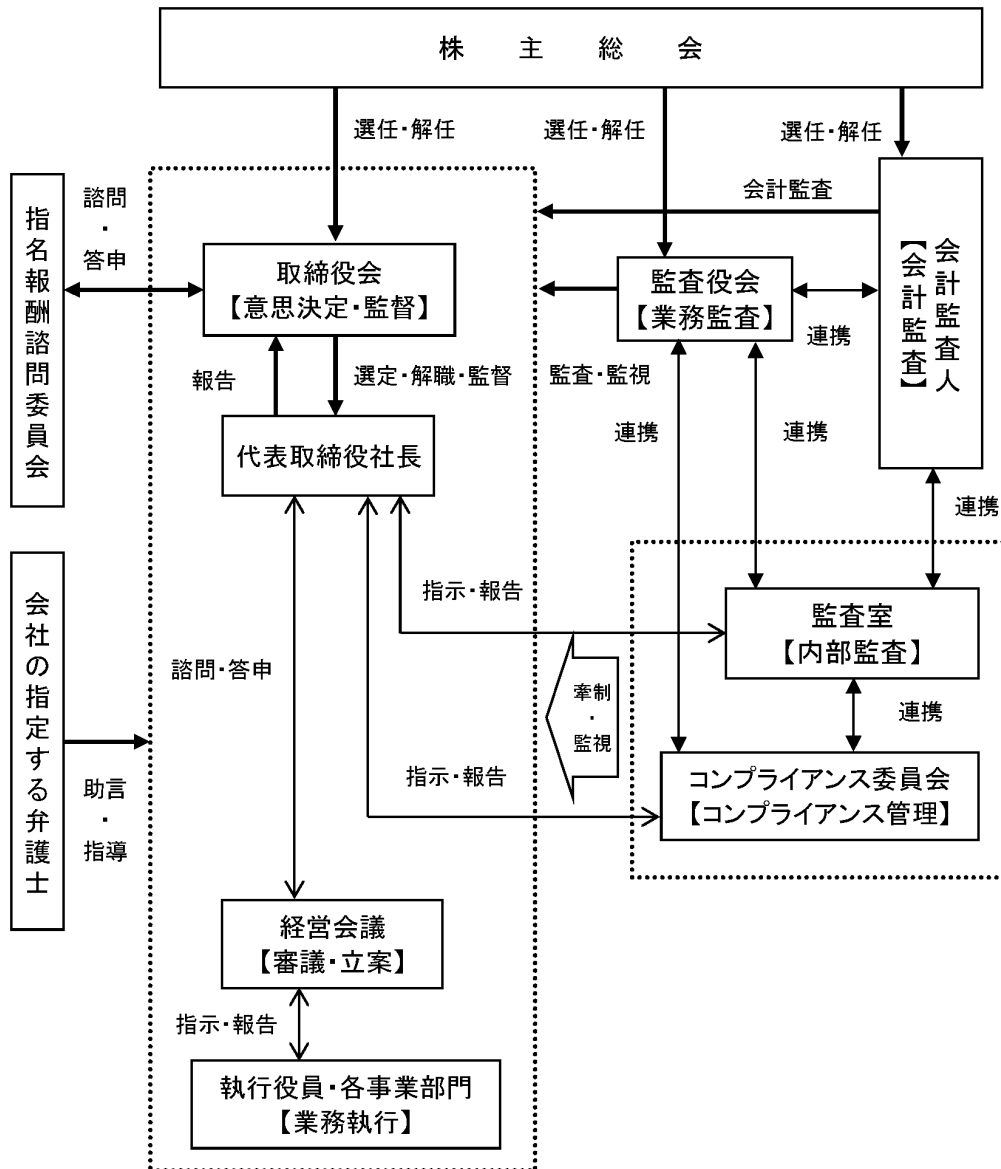 株主総会
選任・解任
選任・解任
選任・解任
指名報酬諮問委員会
諮問
・
答申
会計監査
会計監査人
【会計監査】
取締役会
【意思決定・監督】
監査役会
【業務監査】
連携
報告
選定・解職・監督
監査・監視
代表取締役社長
連携
連携
連携
会社の指定する弁護士
助言
・
指導
指示・報告
監査室
【内部監査】
諮問・答申
牽制
・
監視
連携
指示・報告
コンプライアンス委員会
【コンプライアンス管理】
経営会議
【審議・立案】
指示・報告
執行役員・各事業部門
【業務執行】